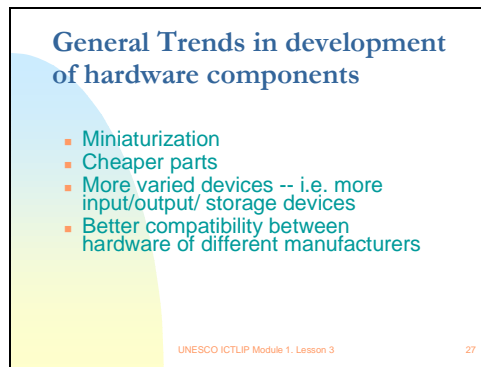 General Trends in development
of hardware components
Miniaturization
Cheaper parts
More varied devices -- i.e. more
input/output/ storage devices
Better compatibility between
hardware of different manufacturers
UNESCO ICTLIP Module 1. Lesson 3
27